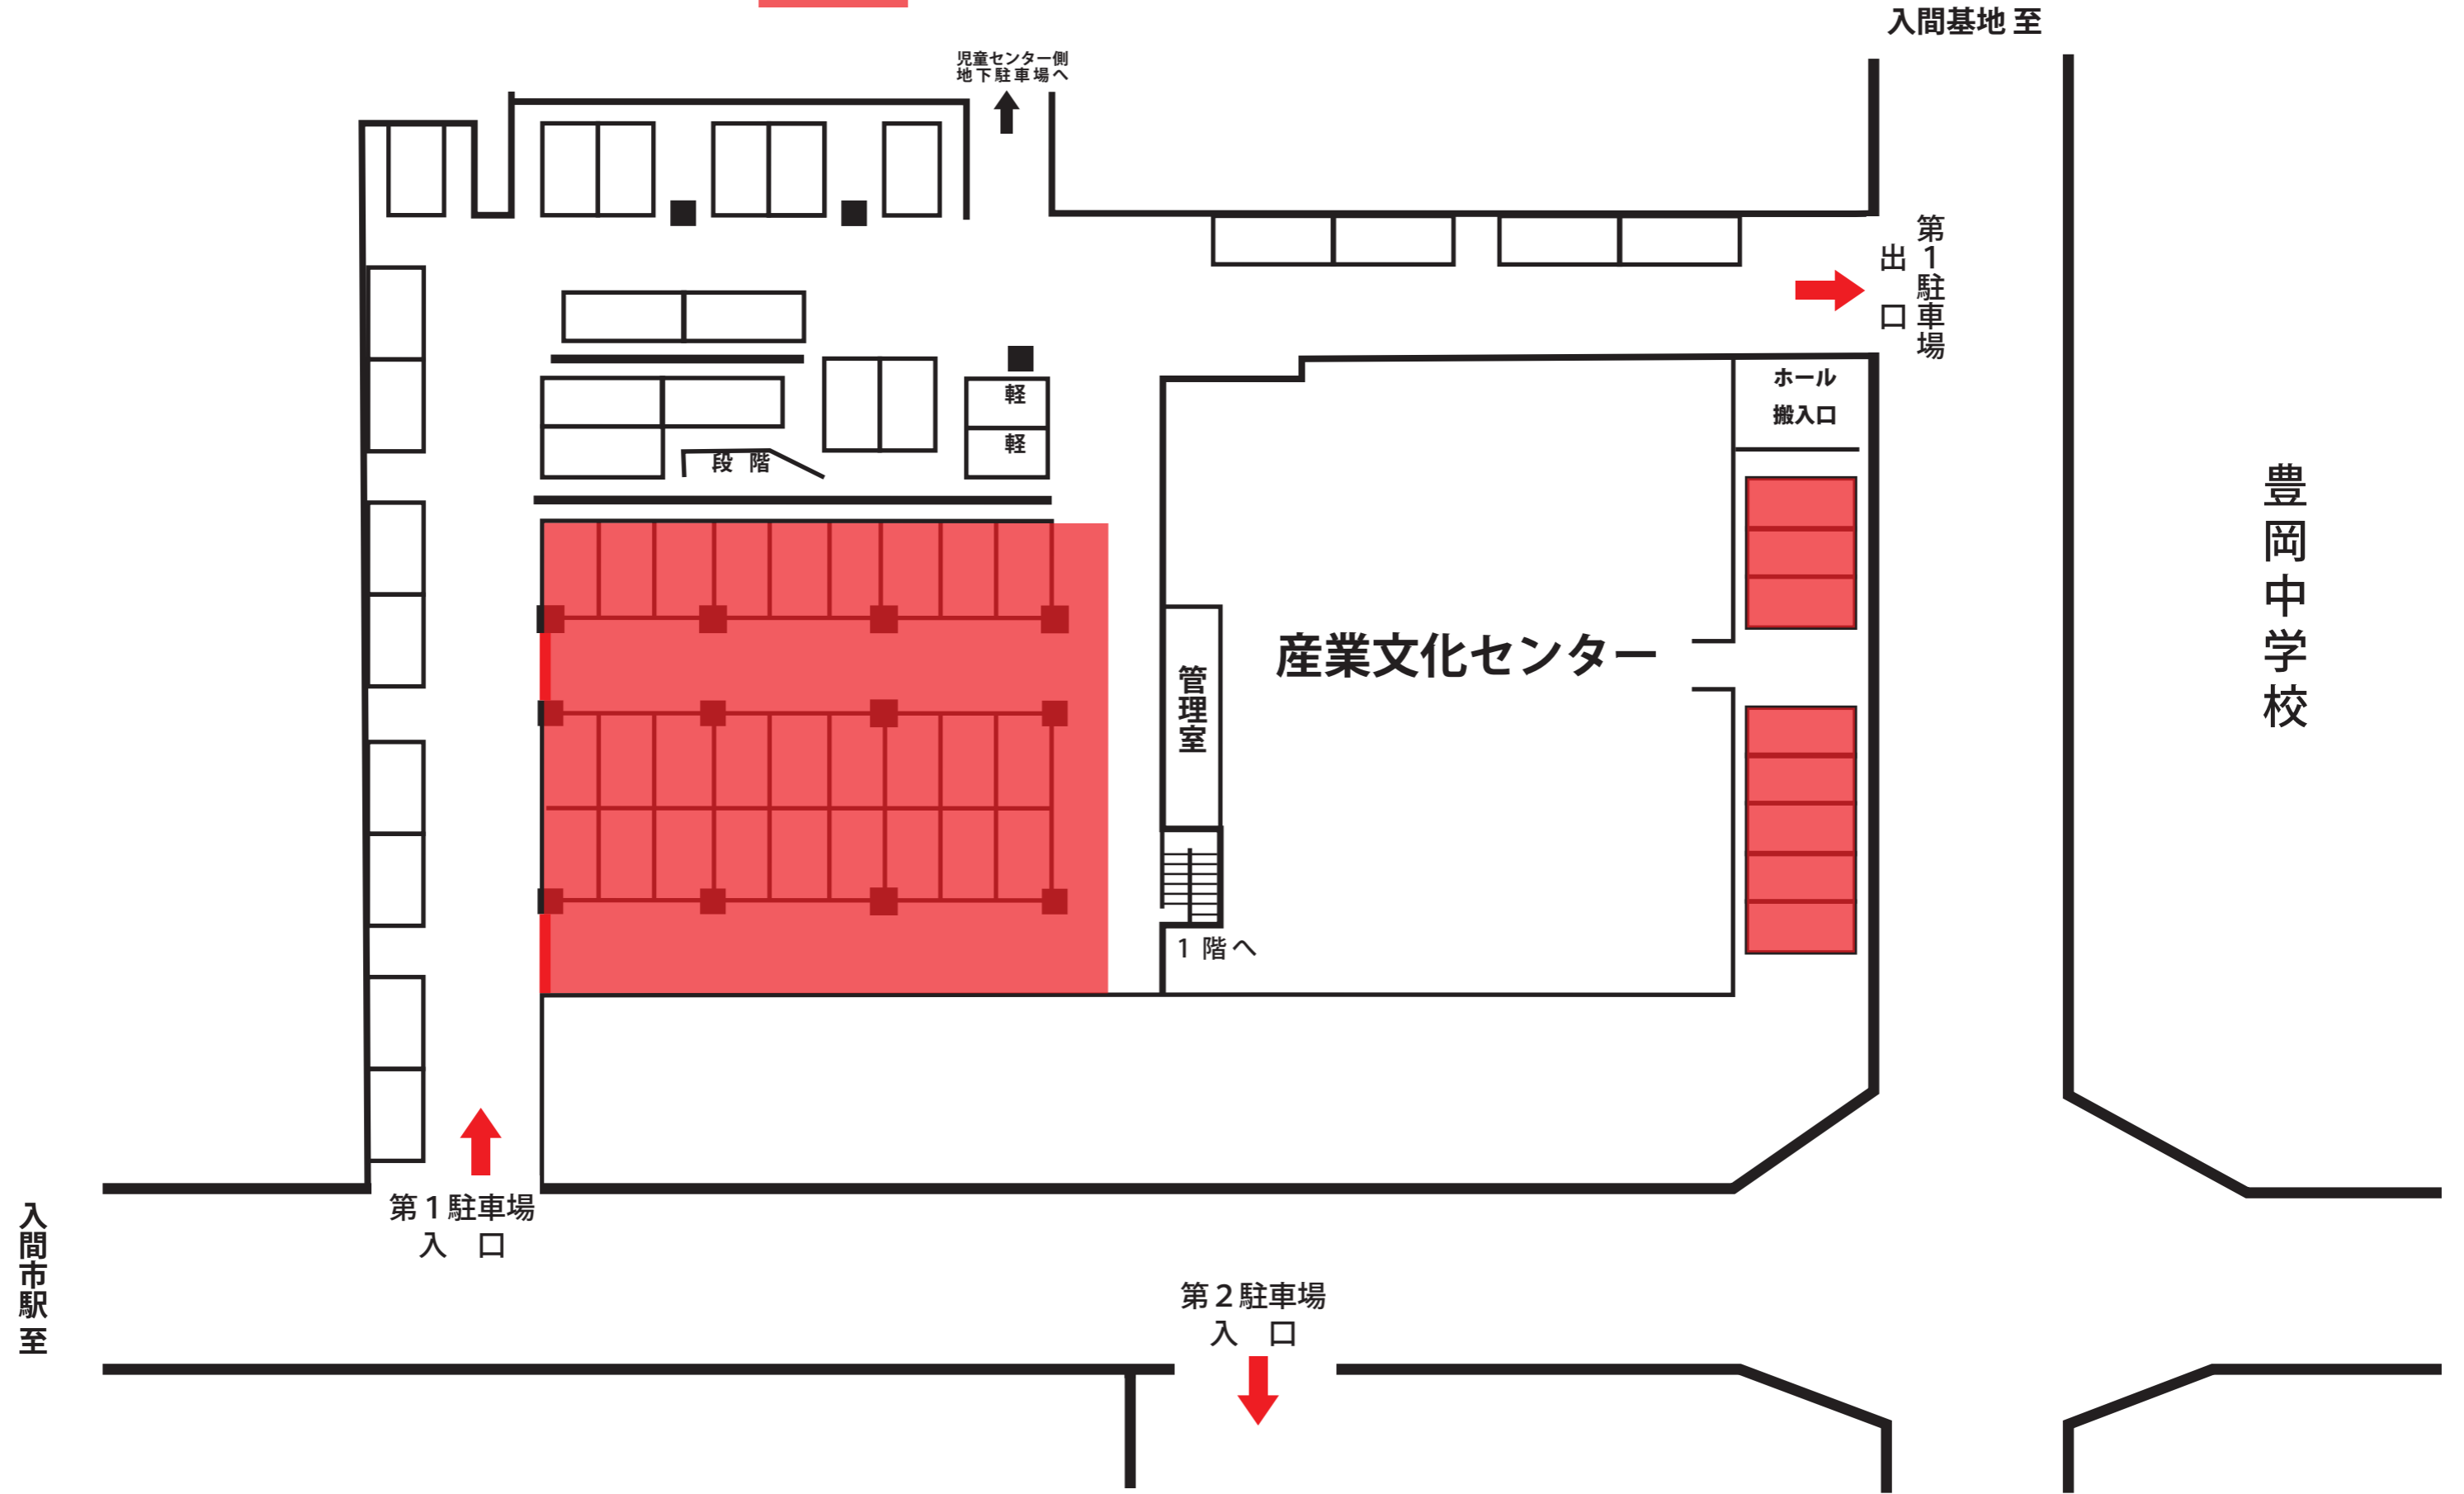 入間基地 至
児童センター側
地下駐車場へ
第1駐車場
出　口
ホール
搬入口
軽
軽
段　階
豊岡中学校
産業文化センター
管理室
1 階へ
第1駐車場
入　口
入間市駅 至
第2駐車場
入　口